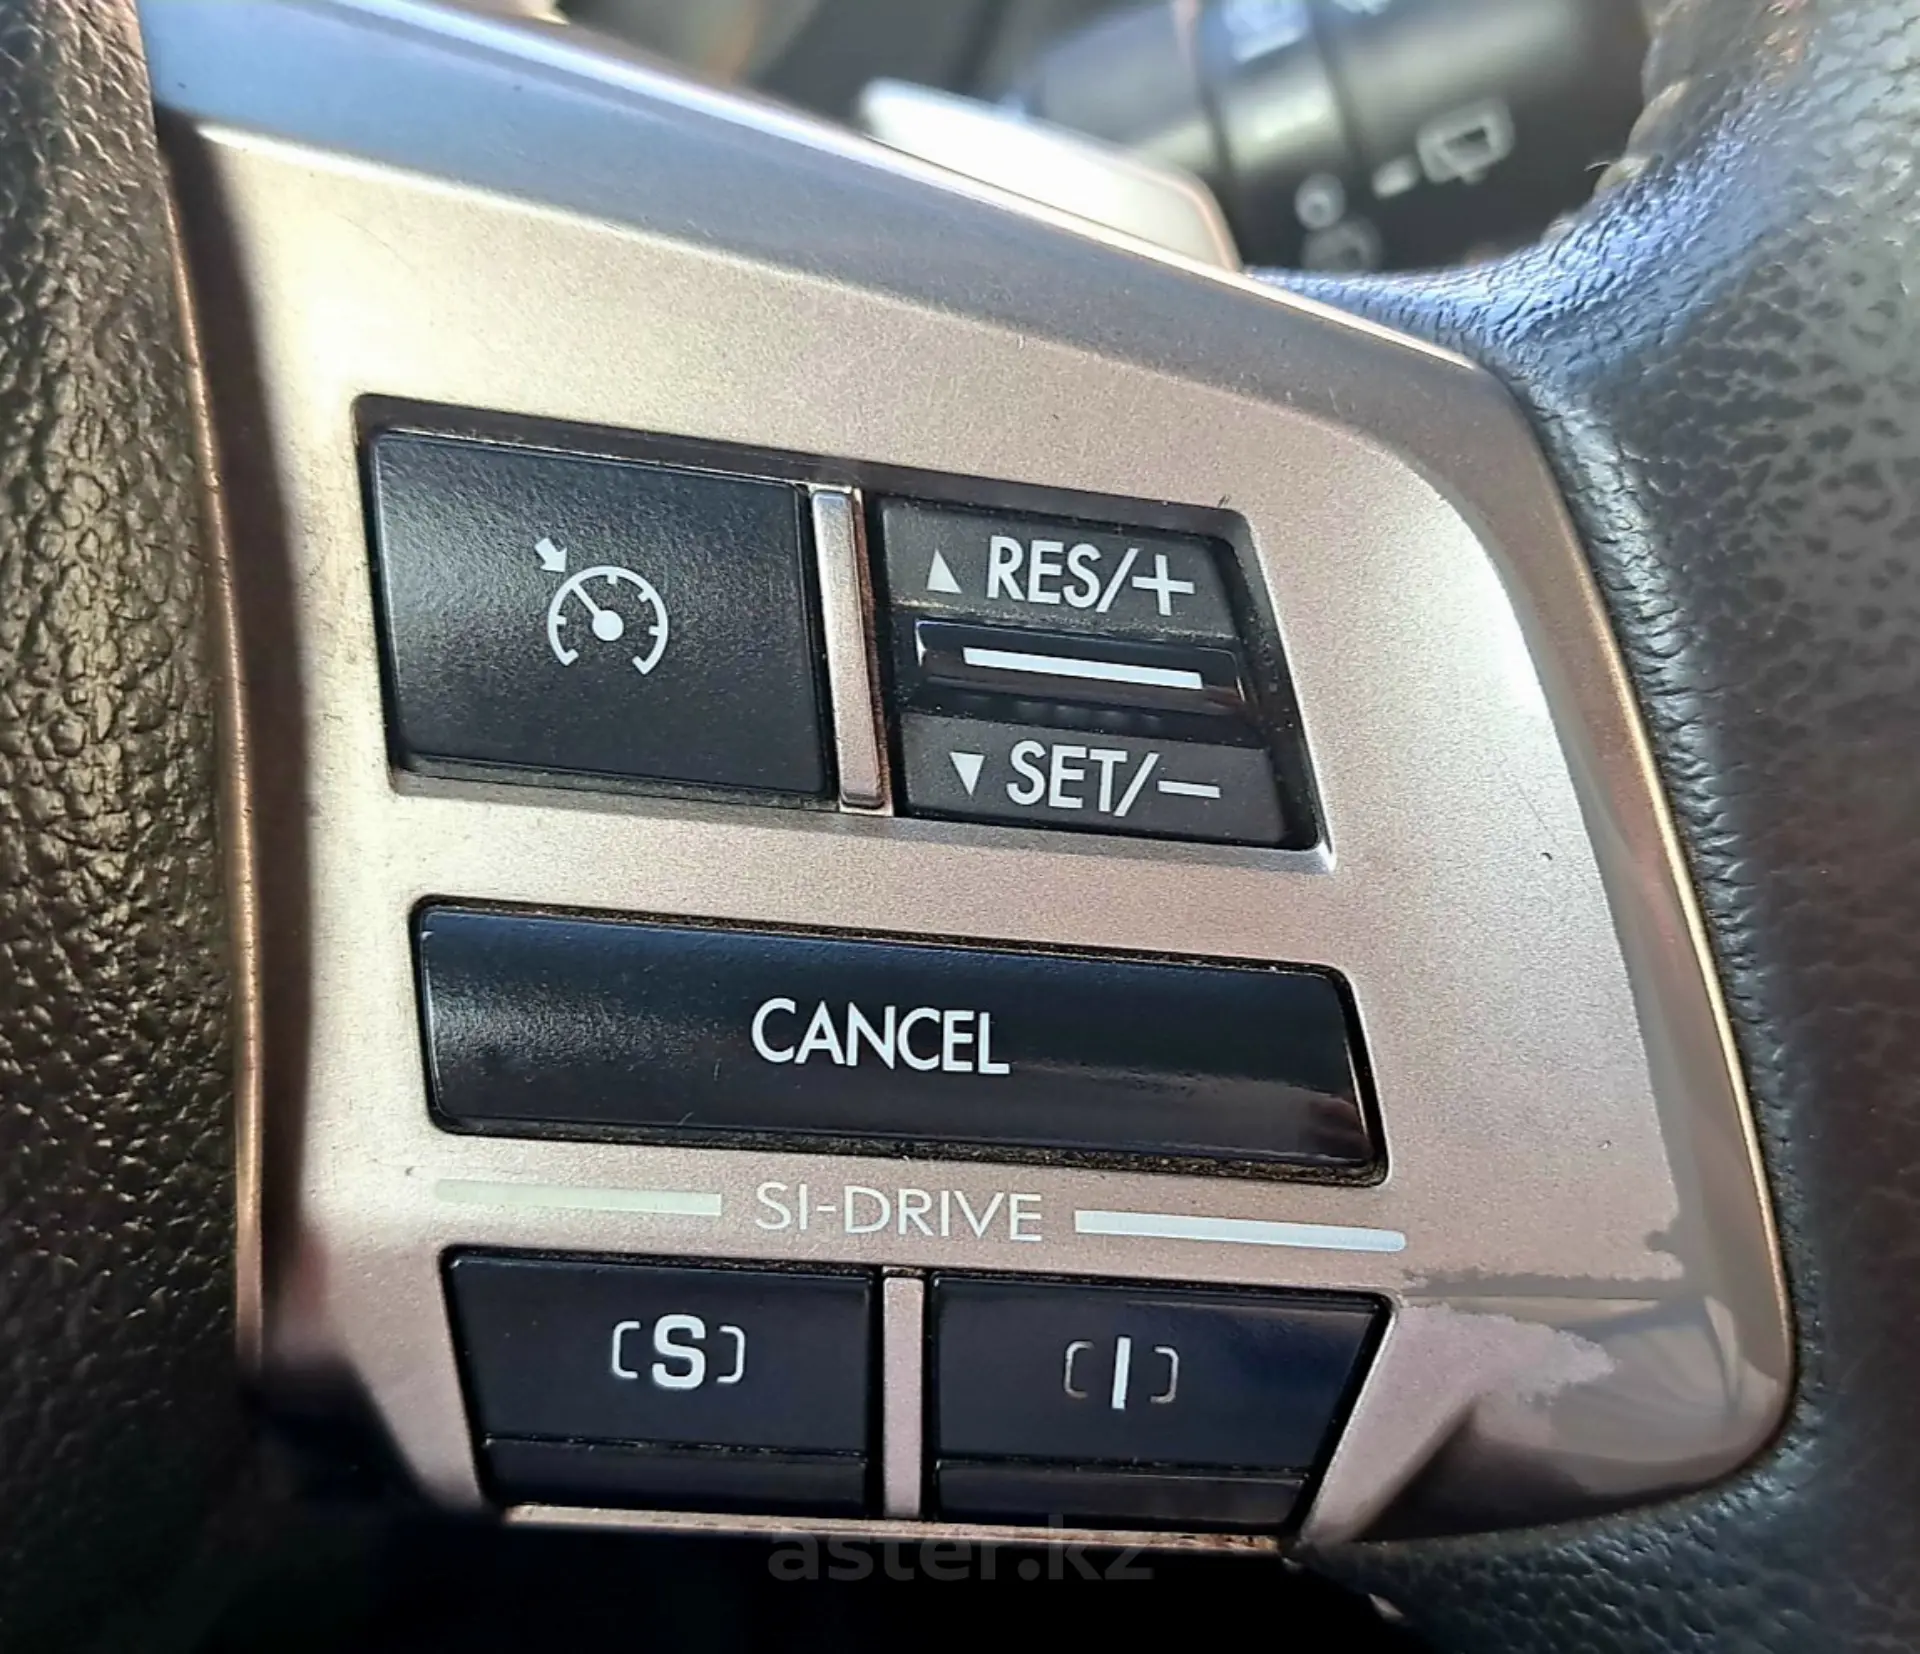 ▲ RES/+
▼ SET/−
CANCEL
SI-DRIVE
[S] [I]
aster.kz